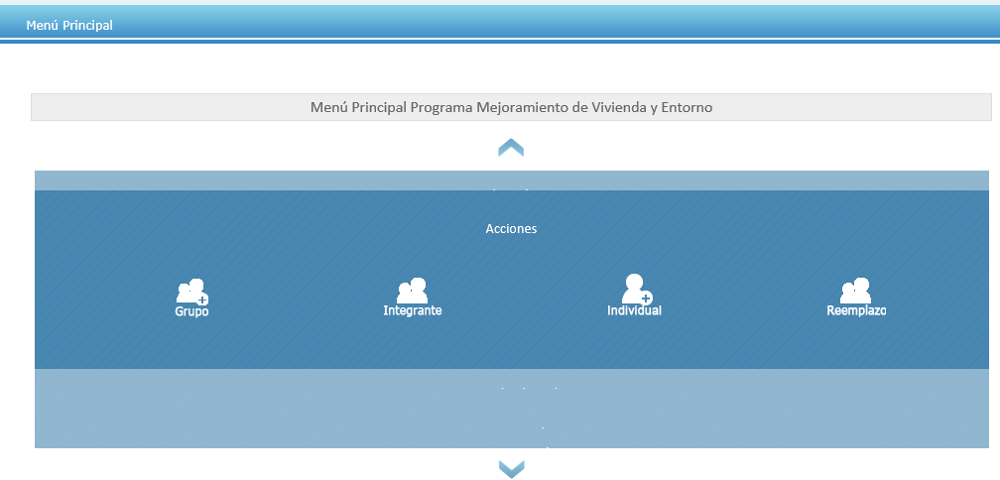 Menú Principal
Menú Principal Programa Mejoramiento de Vivienda y Entorno
Acciones
Grupo
Integrante
Individual
Reemplazo